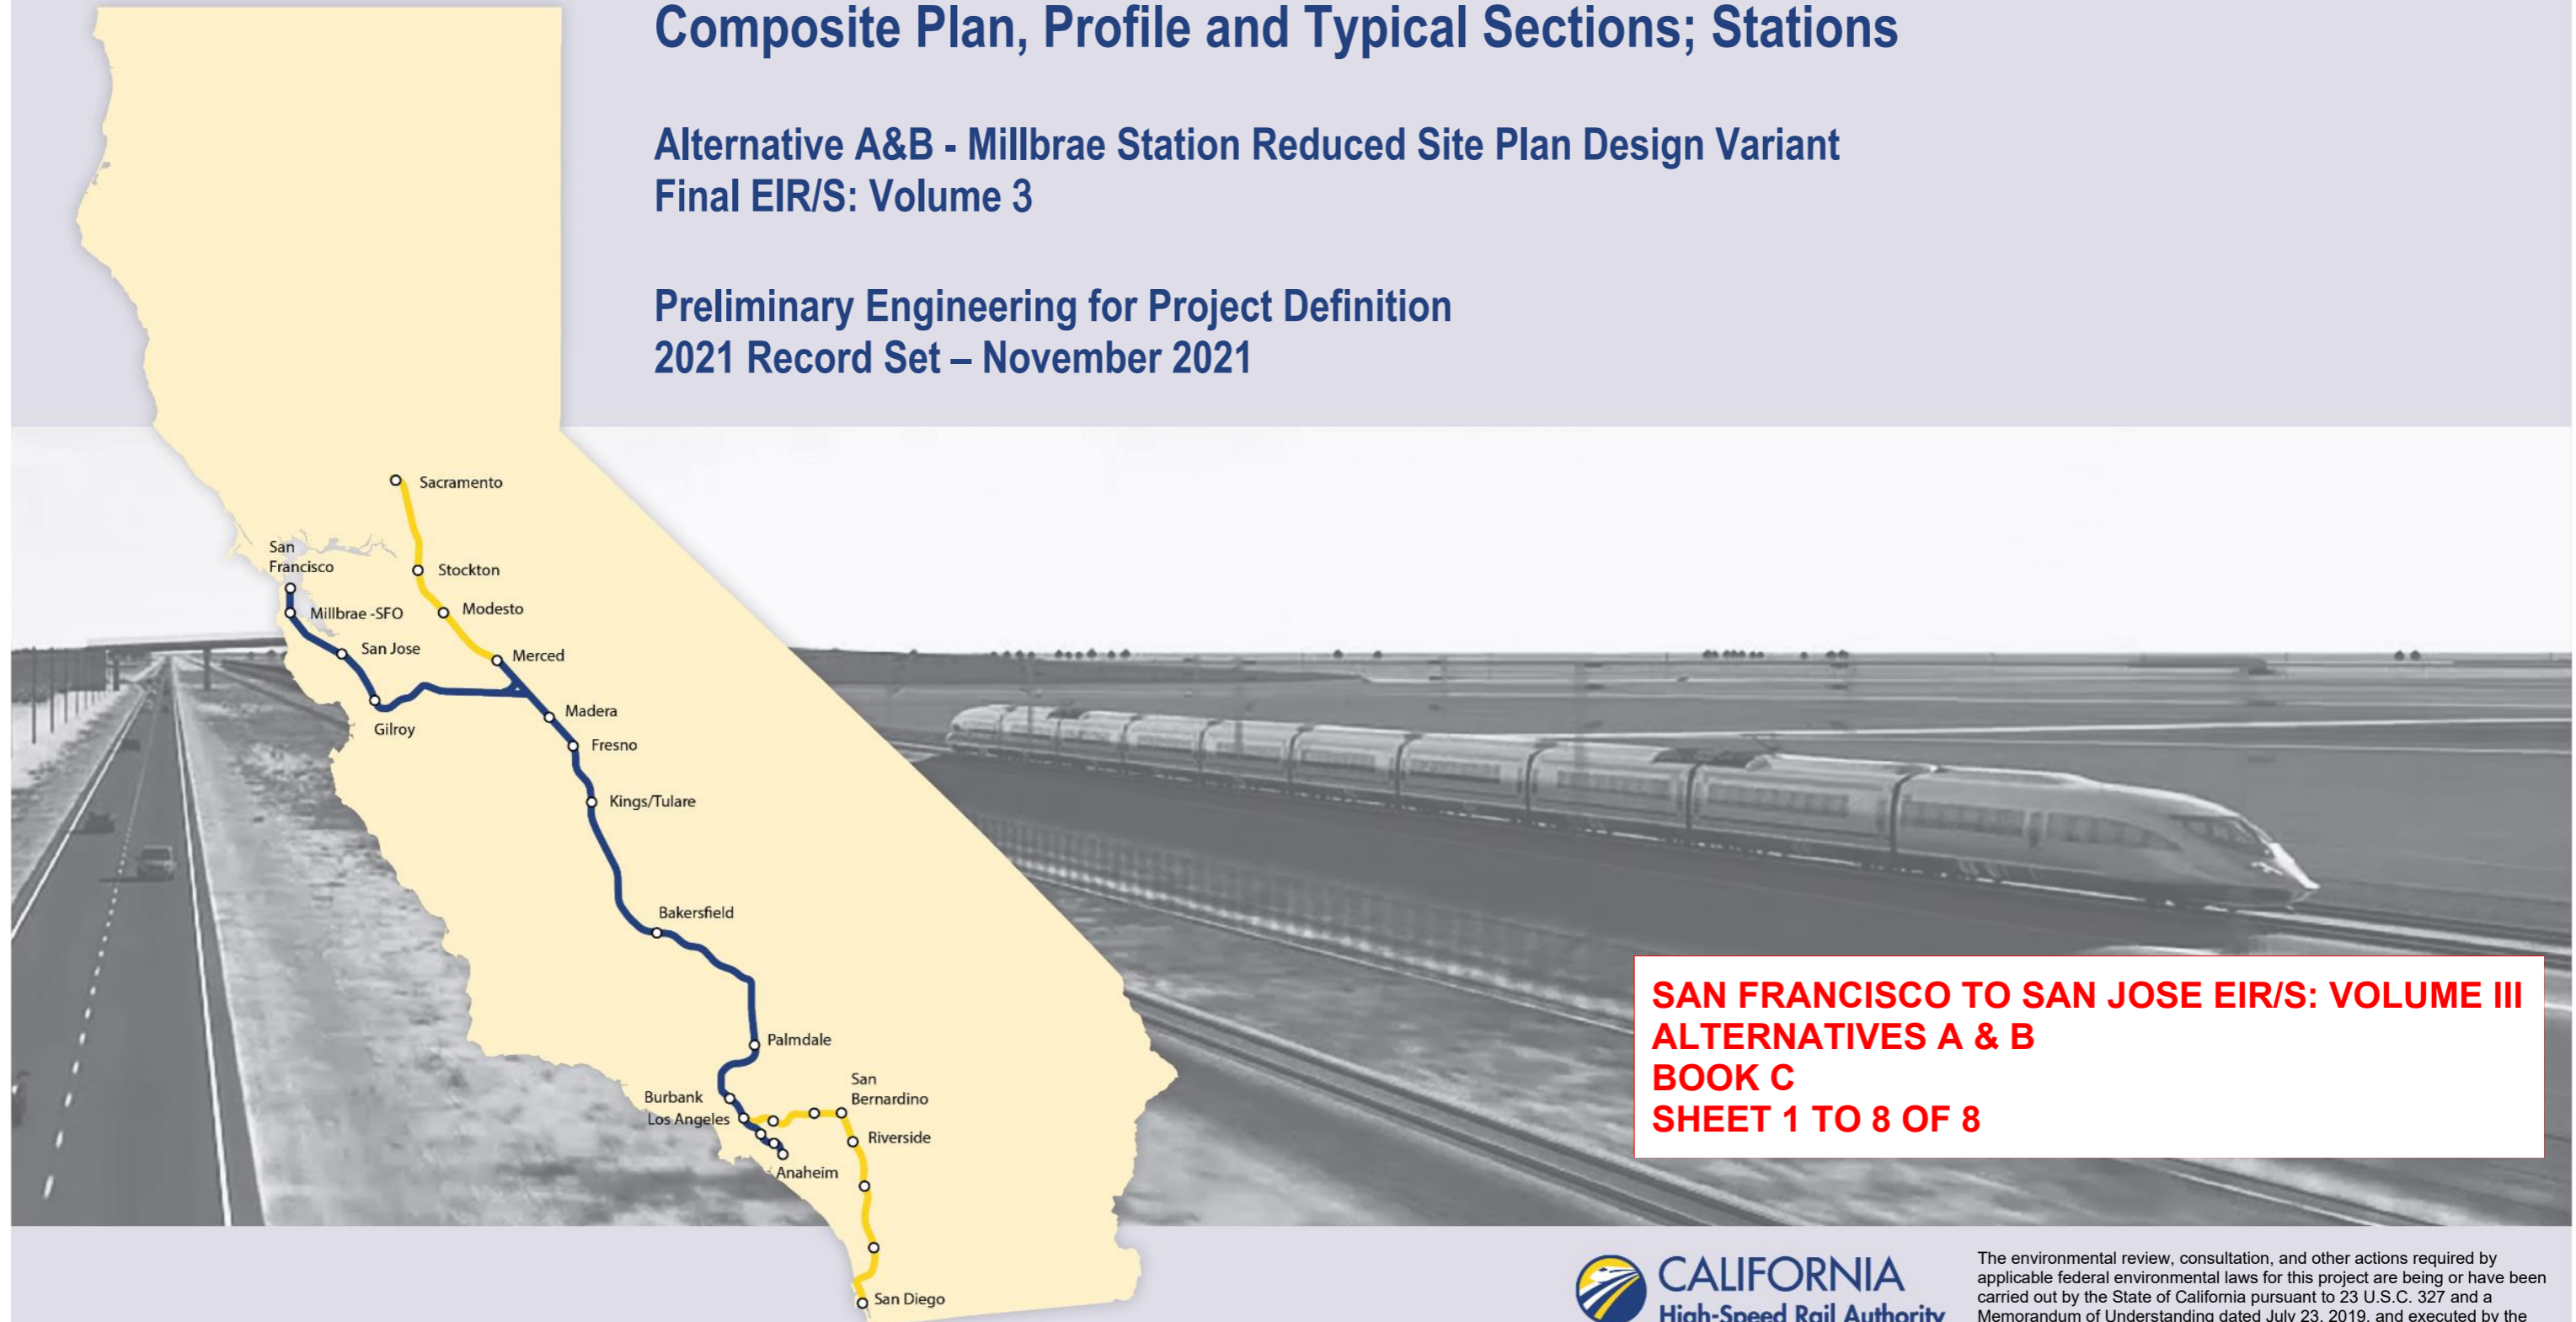 Composite Plan, Profile and Typical Sections; Stations
Alternative A&B - Millbrae Station Reduced Site Plan Design Variant
Final EIR/S: Volume 3
Preliminary Engineering for Project Definition
2021 Record Set – November 2021
Sacramento
San
Francisco
Stockton
Millbrae -SFO
Modesto
San Jose
Merced
Gilroy
Madera
Fresno
Kings/Tulare
Bakersfield
Palmdale
San
Bernardino
Burbank
Los Angeles
Riverside
Anaheim
San Diego
SAN FRANCISCO TO SAN JOSE EIR/S: VOLUME III
ALTERNATIVES A & B
BOOK C
SHEET 1 TO 8 OF 8
CALIFORNIA
High-Speed Rail Authority
The environmental review, consultation, and other actions required by
applicable federal environmental laws for this project are being or have been
carried out by the State of California pursuant to 23 U.S.C. 327 and a
Memorandum of Understanding dated July 23, 2019, and executed by the